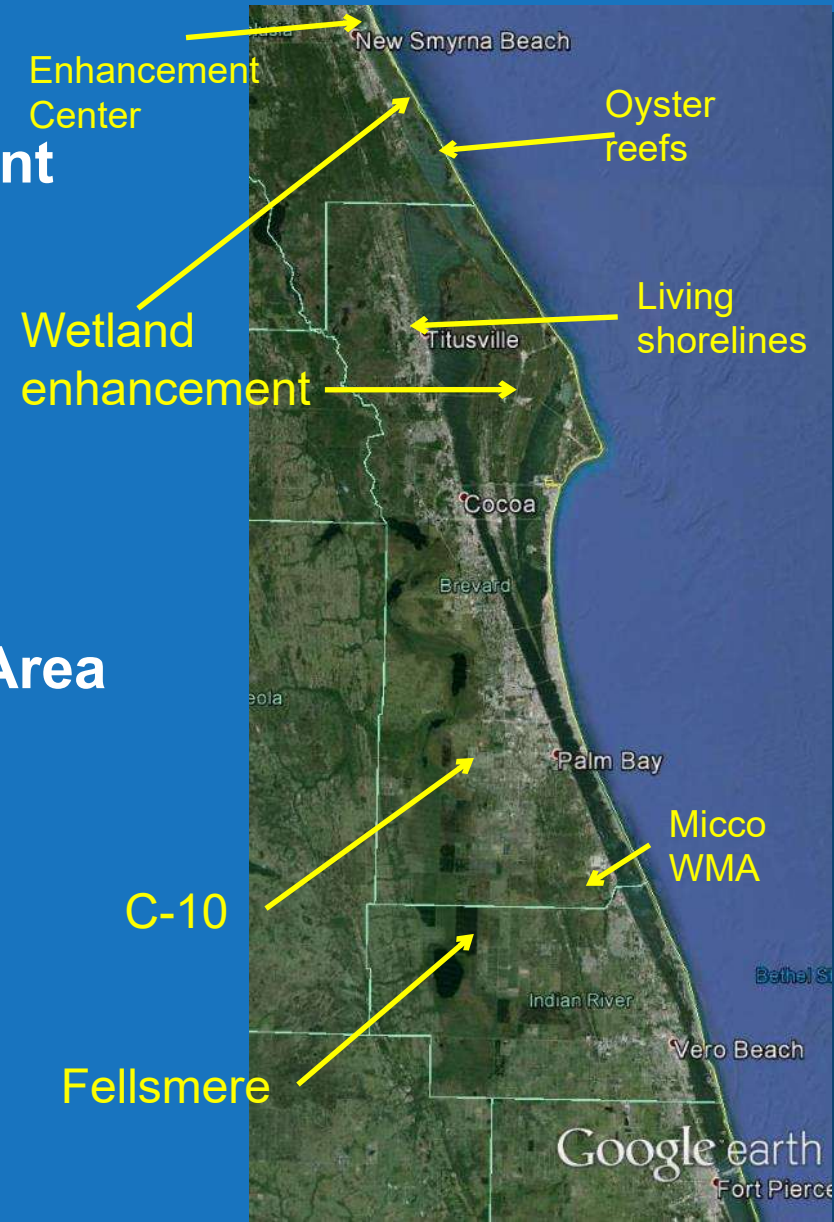 New Smyrna Beach
Enhancement
Center
Oyster
reefs
nt
Living
shorelines
Wetland
enhancement
Titusville
Cocoa
Brevard
Area
eola
Palm Bay
Micco
WMA
C-10
Bethel S
Indian River
Vero Beach
Fellsmere
Google earth
Fort Pierce